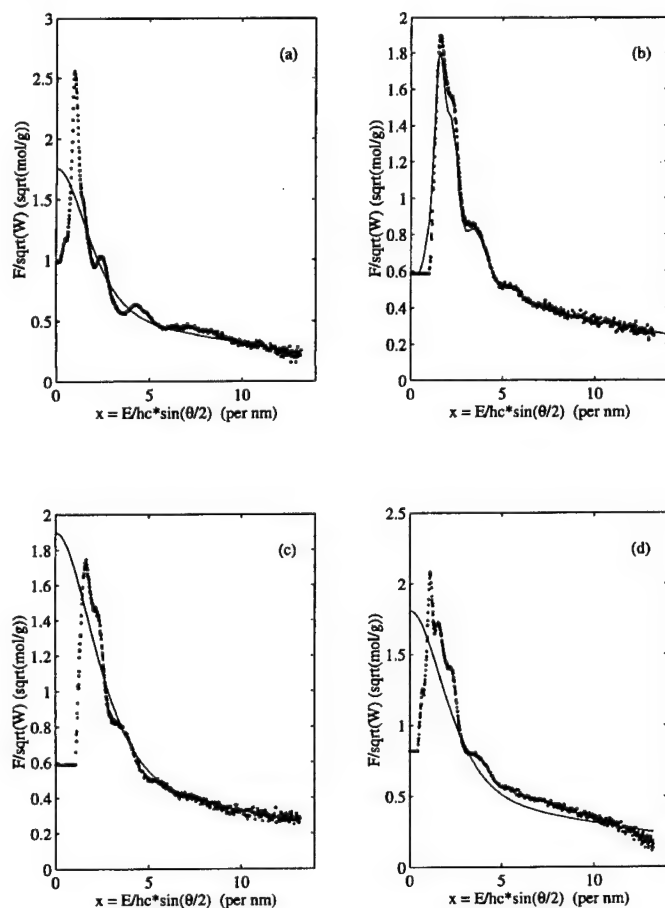 3
2.5
2
1.5
1
0.5
0
0 5 10
F/sqrt(W) (sqrt(mol/g))
x = E/hc*sin(θ/2) (per nm)
(a)
2
1.8
1.6
1.4
1.2
1
0.8
0.6
0.4
0.2
0
0 5 10
F/sqrt(W) (sqrt(mol/g))
x = E/hc*sin(θ/2) (per nm)
(b)
2
1.8
1.6
1.4
1.2
1
0.8
0.6
0.4
0.2
0
0 5 10
F/sqrt(W) (sqrt(mol/g))
x = E/hc*sin(θ/2) (per nm)
(c)
2.5
2
1.5
1
0.5
0
0 5 10
F/sqrt(W) (sqrt(mol/g))
x = E/hc*sin(θ/2) (per nm)
(d)